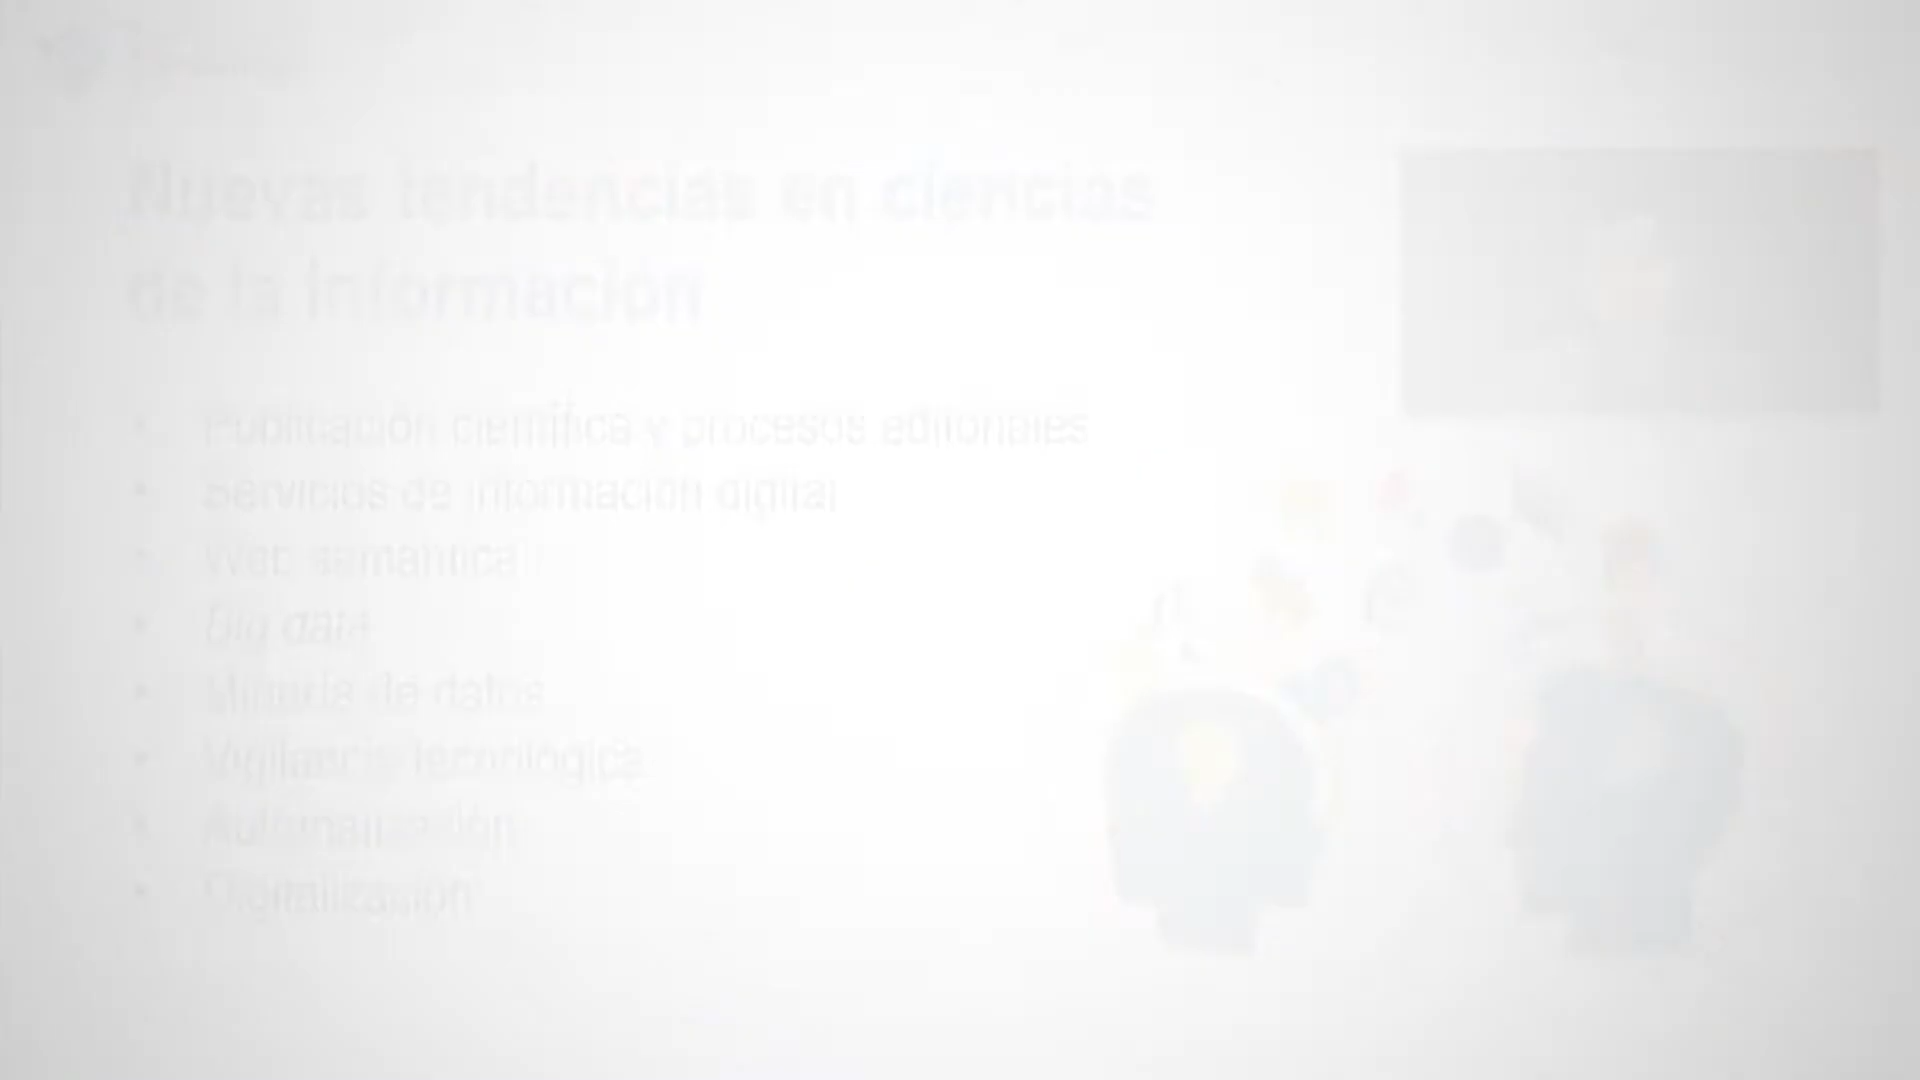 Nuevas tendencias en ciencias
de la información
• Publicación científica y procesos editoriales
• Servicios de información digital
• Web semántica
• Big data
• Minería de datos
• Vigilancia tecnológica
• Automatización
• Digitalización